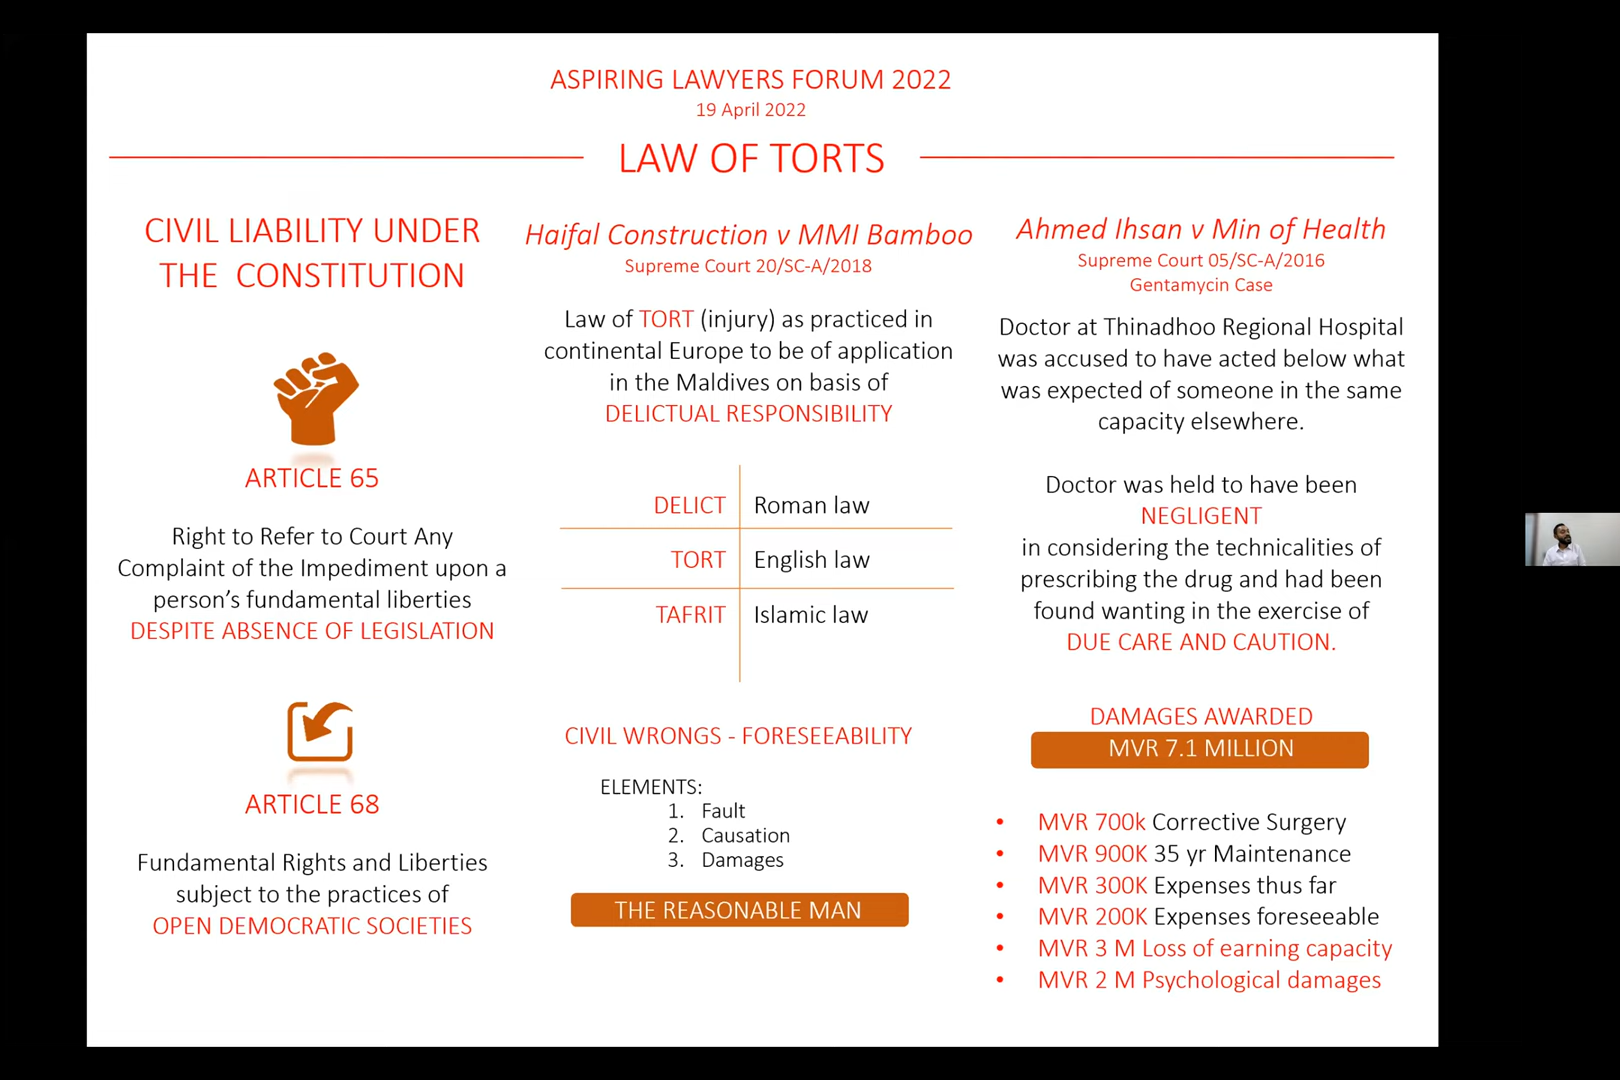 ASPIRING LAWYERS FORUM 2022
19 April 2022
LAW OF TORTS
CIVIL LIABILITY UNDER
THE CONSTITUTION
ARTICLE 65
Right to Refer to Court Any
Complaint of the Impediment upon a
person's fundamental liberties
DESPITE ABSENCE OF LEGISLATION
ARTICLE 68
Fundamental Rights and Liberties
subject to the practices of
OPEN DEMOCRATIC SOCIETIES
Haifal Construction v MMI Bamboo
Supreme Court 20/SC-A/2018
Law of TORT (injury) as practiced in
continental Europe to be of application
in the Maldives on basis of
DELICTUAL RESPONSIBILITY
DELICT Roman law
TORT English law
TAFRIT Islamic law
CIVIL WRONGS - FORESEEABILITY
ELEMENTS:
1. Fault
2. Causation
3. Damages
THE REASONABLE MAN
Ahmed Ihsan v Min of Health
Supreme Court 05/SC-A/2016
Gentamycin Case
Doctor at Thinadhoo Regional Hospital
was accused to have acted below what
was expected of someone in the same
capacity elsewhere.
Doctor was held to have been
NEGLIGENT
in considering the technicalities of
prescribing the drug and had been
found wanting in the exercise of
DUE CARE AND CAUTION.
DAMAGES AWARDED
MVR 7.1 MILLION
• MVR 700k Corrective Surgery
• MVR 900K 35 yr Maintenance
• MVR 300K Expenses thus far
• MVR 200K Expenses foreseeable
• MVR 3 M Loss of earning capacity
• MVR 2 M Psychological damages